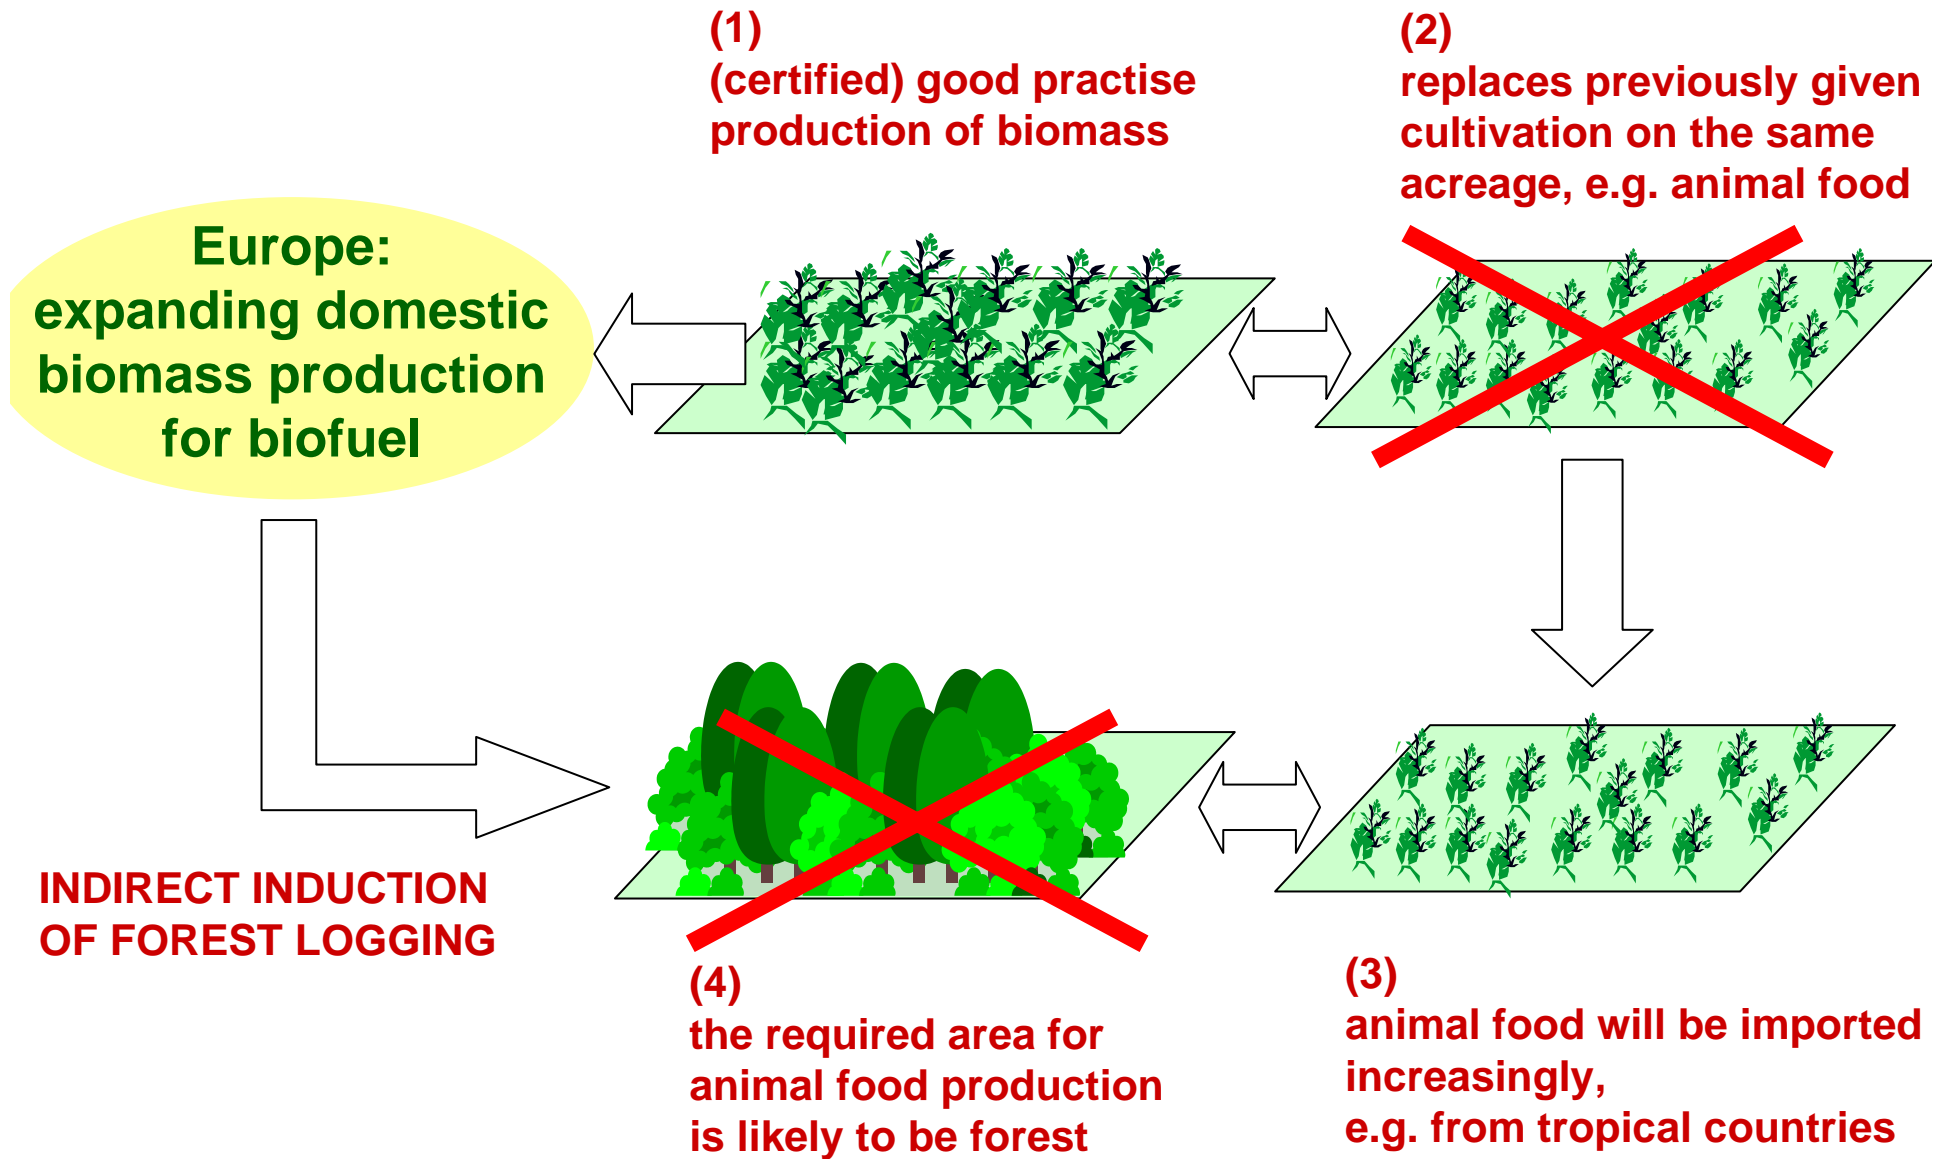 (1)
(certified) good practise
production of biomass
(2)
replaces previously given
cultivation on the same
acreage, e.g. animal food
Europe:
expanding domestic
biomass production
for biofuel
INDIRECT INDUCTION
OF FOREST LOGGING
(4)
the required area for
animal food production
is likely to be forest
(3)
animal food will be imported
increasingly,
e.g. from tropical countries